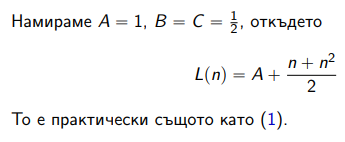 Намираме A = 1, B = C = 1/2, откъдето
L(n) = A + (n + n²)/2
То е практически същото като (1).